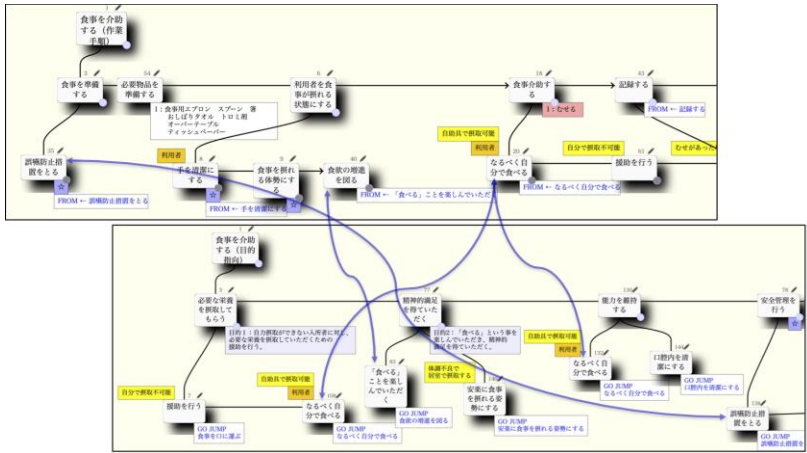 1
食事を介助
する（作業
手順）
3
食事を準備
する
54
必要物品を
準備する
1：食事用エプロン　スプーン　箸
おしぼりタオル　トロミ剤
オーバーテーブル
ティッシュペーパー
6
利用者を食
事が摂れる
状態にする
18
食事介助す
る
1：むせる
43
記録する
FROM ← 記録する
35
誤嚥防止措
置をとる
☆
FROM ← 誤嚥防止措置をとる
利用者
8
手を清潔に
する
☆
FROM ← 手を清潔にする
9
食事を摂れ
る体勢にする
☆
40
食欲の増進
を図る
FROM ← 「食べる」ことを楽しんでいただく
自助具で摂取可能
利用者
20
なるべく自
分で食べる
FROM ← なるべく自分で食べる
自分で摂取不可能
援助を行う
むせがあった
1
食事を介助
する（目的
指向）
必要な栄養
を摂取して
もらう
目的1：自力摂取ができない入所者に対し、
必要な栄養を摂取していただくための
援助を行う。
77
精神的満足
を得ていた
だく
目的2：「食べる」という事を
楽しんでいただき、精神的
満足を得ていただく。
130
能力を維持
する
78
安全管理を
行う
☆
自分で摂取不可能
7
援助を行う
GO JUMP
食事を口に運ぶ
自助具で摂取可能
利用者
なるべく自
分で食べる
GO JUMP
なるべく自分で食べる
「食べる」
ことを楽し
んでいただ
く
GO JUMP
食欲の増進を図る
体調不良で
居室で摂取する
安楽に食事
を摂れる姿
勢にする
GO JUMP
安楽に食事を摂れる姿勢にする
自助具で摂取可能
利用者
なるべく自
分で食べる
GO JUMP
なるべく自分で食べる
144
口腔内を清
潔にする
GO JUMP
口腔内を清潔にする
誤嚥防止措
置をとる
GO JUMP
誤嚥防止措置を